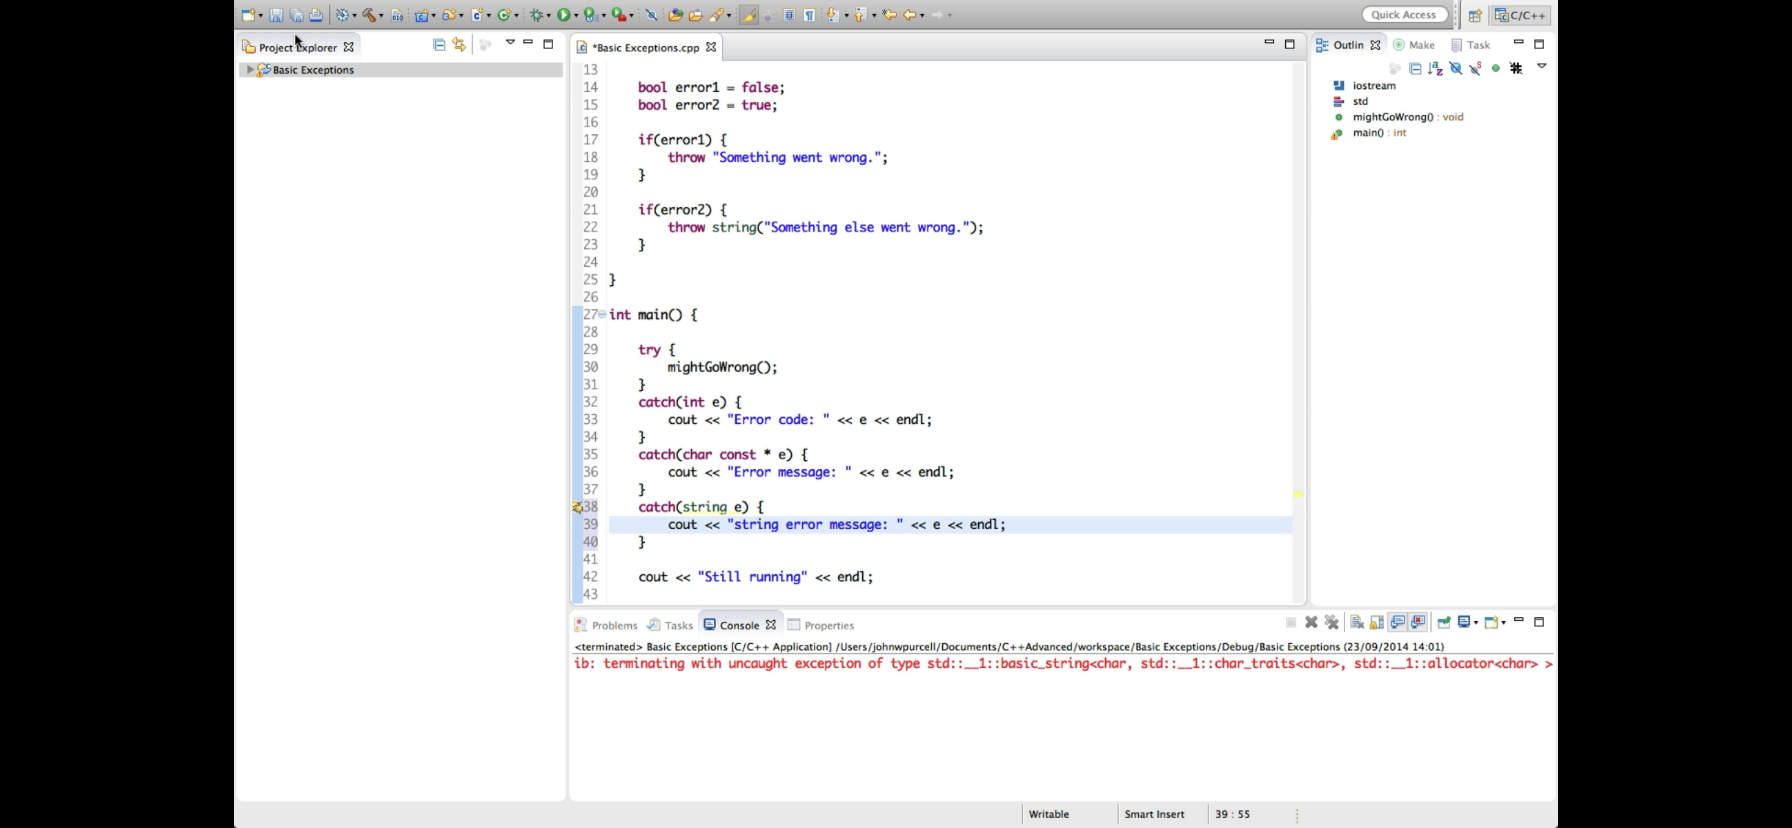 Quick Access
C/C++
Project Explorer
Basic Exceptions
*Basic Exceptions.cpp
13
14 bool error1 = false;
15 bool error2 = true;
16
17 if(error1) {
18 throw "Something went wrong.";
19 }
20
21 if(error2) {
22 throw string("Something else went wrong.");
23 }
24
25 }
26
27 int main() {
28
29 try {
30 mightGoWrong();
31 }
32 catch(int e) {
33 cout << "Error code: " << e << endl;
34 }
35 catch(char const * e) {
36 cout << "Error message: " << e << endl;
37 }
38 catch(string e) {
39 cout << "string error message: " << e << endl;
40 }
41
42 cout << "Still running" << endl;
43
Outlin Make Task
iostream
std
mightGoWrong() : void
main() : int
Problems Tasks Console Properties
<terminated> Basic Exceptions [C/C++ Application] /Users/johnwpurcell/Documents/C++Advanced/workspace/Basic Exceptions/Debug/Basic Exceptions (23/09/2014 14:01)
ib: terminating with uncaught exception of type std::__1::basic_string<char, std::__1::char_traits<char>, std::__1::allocator<char> >
Writable Smart Insert 39 : 55